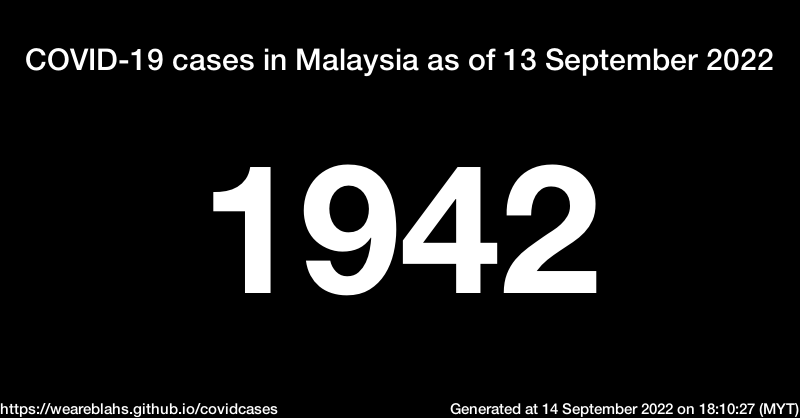 COVID-19 cases in Malaysia as of 13 September 2022
1942
https://weareblahs.github.io/covidcases
Generated at 14 September 2022 on 18:10:27 (MYT)